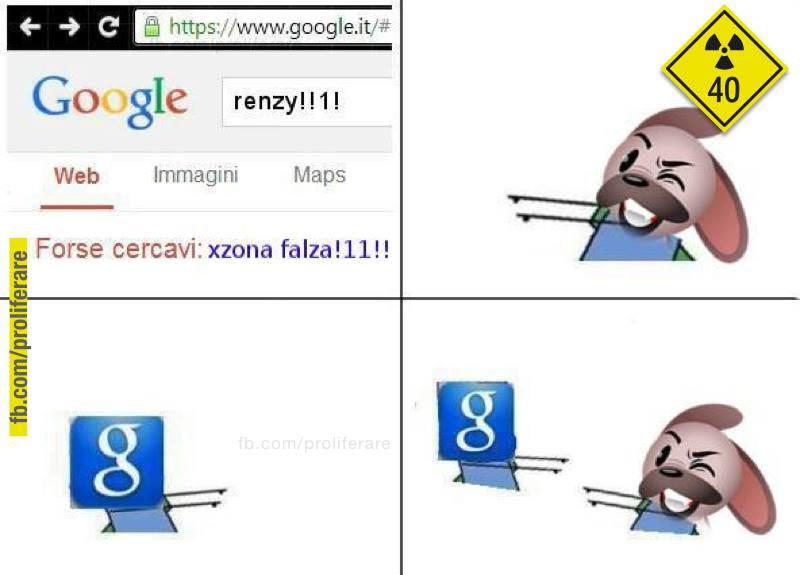 https://www.google.it/#
Google
renzy!!1!
Web Immagini Maps
Forse cercavi: xzona falza!11!!
fb.com/proliferare
40
g
fb.com/proliferare
g